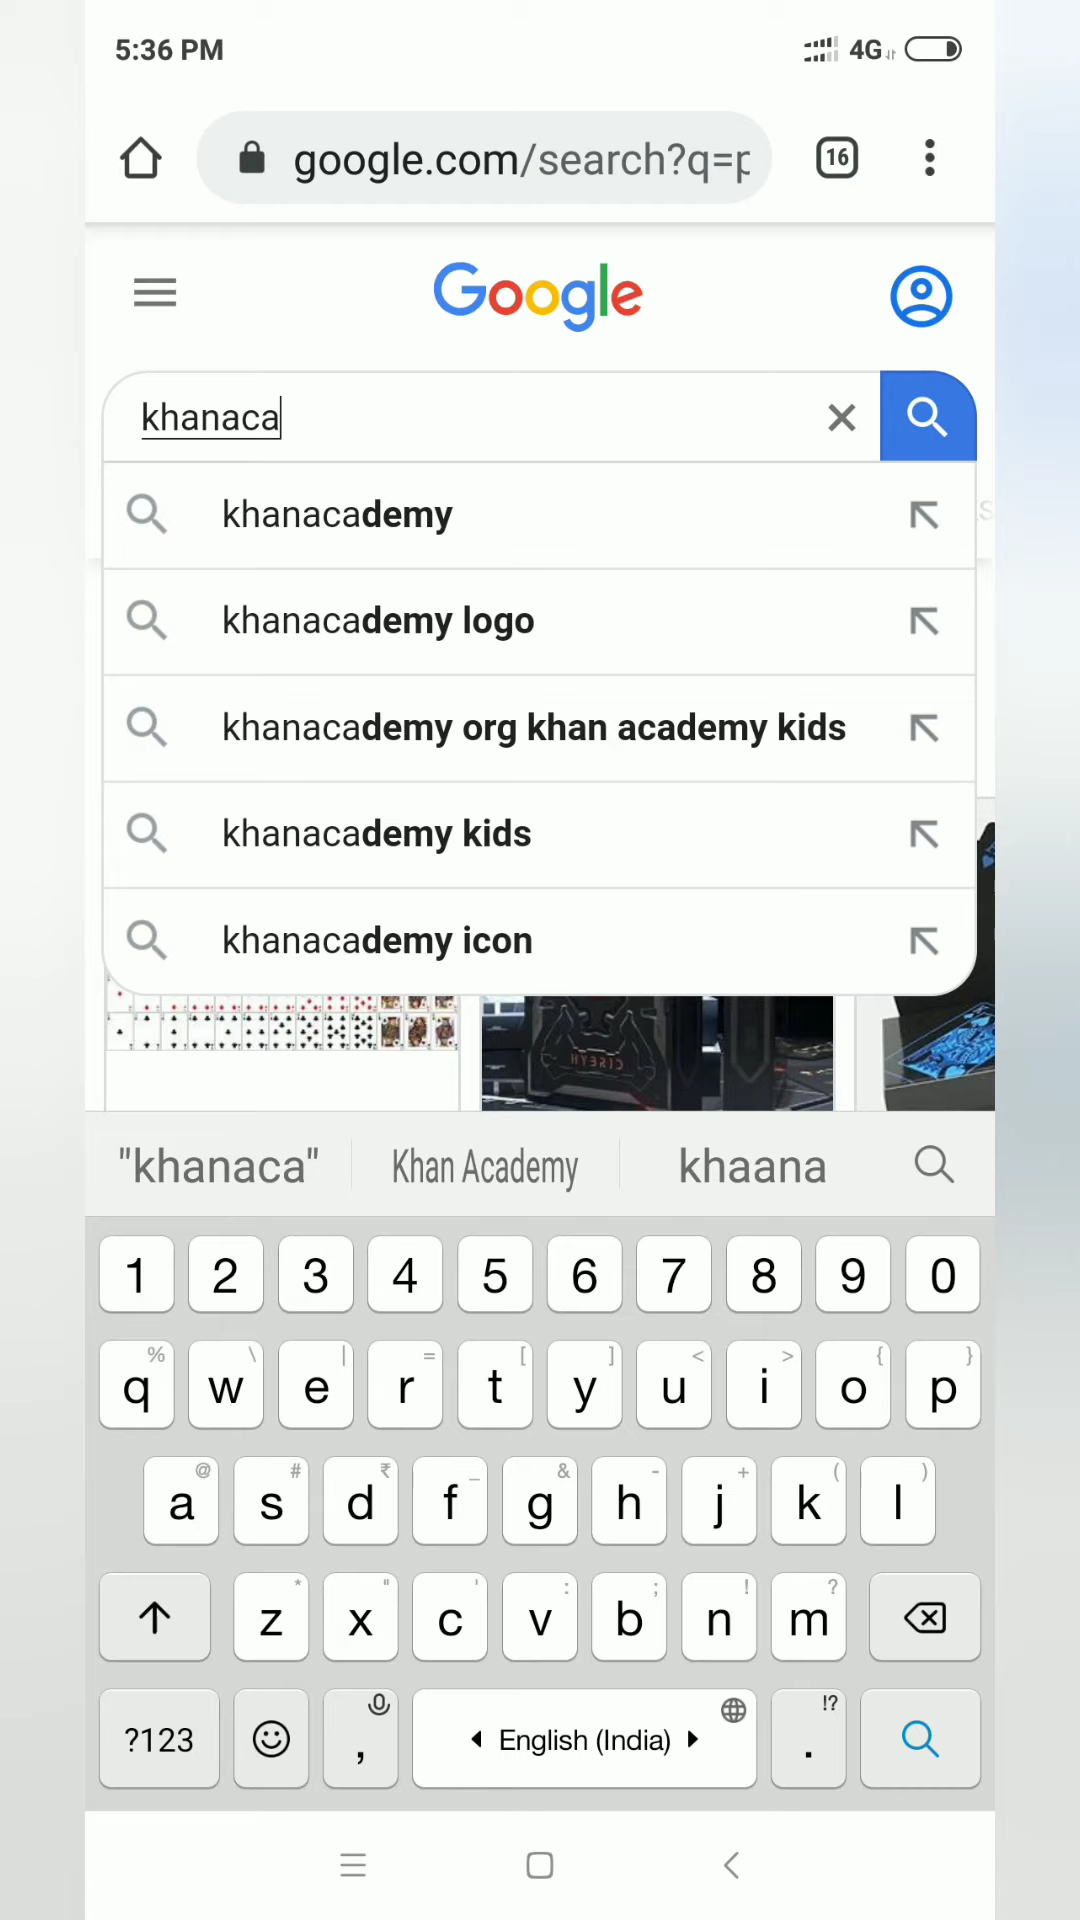 5:36 PM 4G
google.com/search?q=p 16
Google
khanaca
khanacademy
khanacademy logo
khanacademy org khan academy kids
khanacademy kids
khanacademy icon
"khanaca" Khan Academy khaana
1 2 3 4 5 6 7 8 9 0
% \ | = [ ] < > { }
q w e r t y u i o p
@ # ₹ _ & - + ( )
a s d f g h j k l
* " ' : ; ! ?
z x c v b n m
!?
?123 , English (India) .